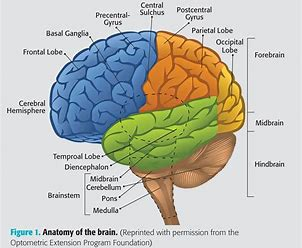 Central
Sulchus
Postcentral
Gyrus
Precentral-
Gyrus
Parietal Lobe
Basal Ganglia
Occipital
Lobe
Frontal Lobe
Forebrain
Cerebral
Hemisphere
Midbrain
Temproal Lobe
Diencephalon
Hindbrain
Midbrain
Cerebellum
Brainstem
Pons
Medulla
Figure 1. Anatomy of the brain. (Reprinted with permission from the
Optometric Extension Program Foundation)